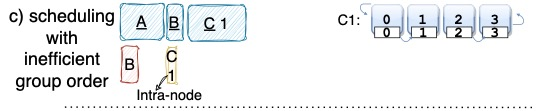 c) scheduling
with
inefficient
group order
A B C 1
B C
1
Intra-node
C1: 0 1 2 3
0 1 2 3